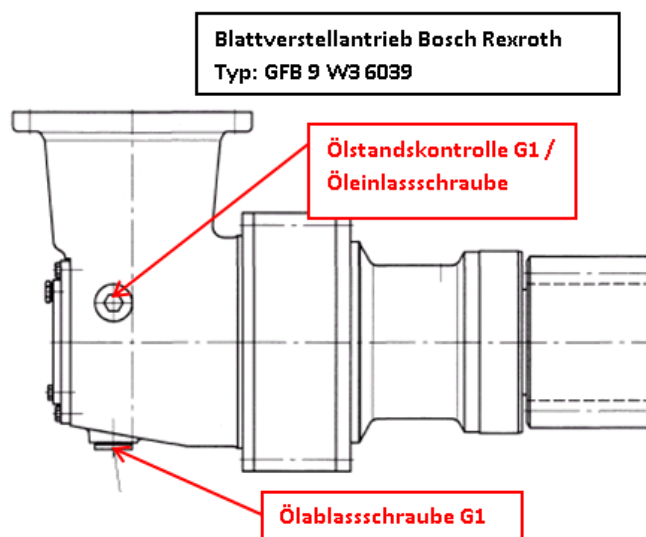 Blattverstellantrieb Bosch Rexroth
Typ: GFB 9 W3 6039
Ölstandskontrolle G1 /
Öleinlassschraube
Ölablassschraube G1